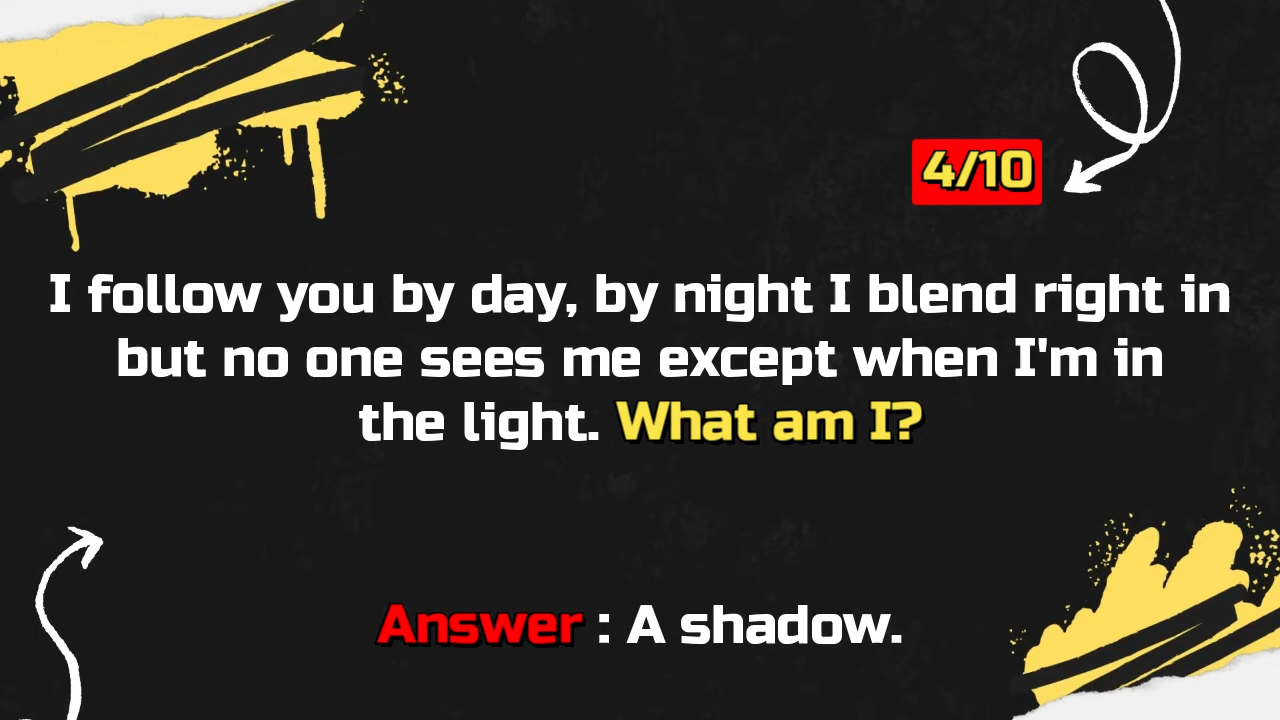 4/10
I follow you by day, by night I blend right in
but no one sees me except when I'm in
the light. What am I?
Answer : A shadow.